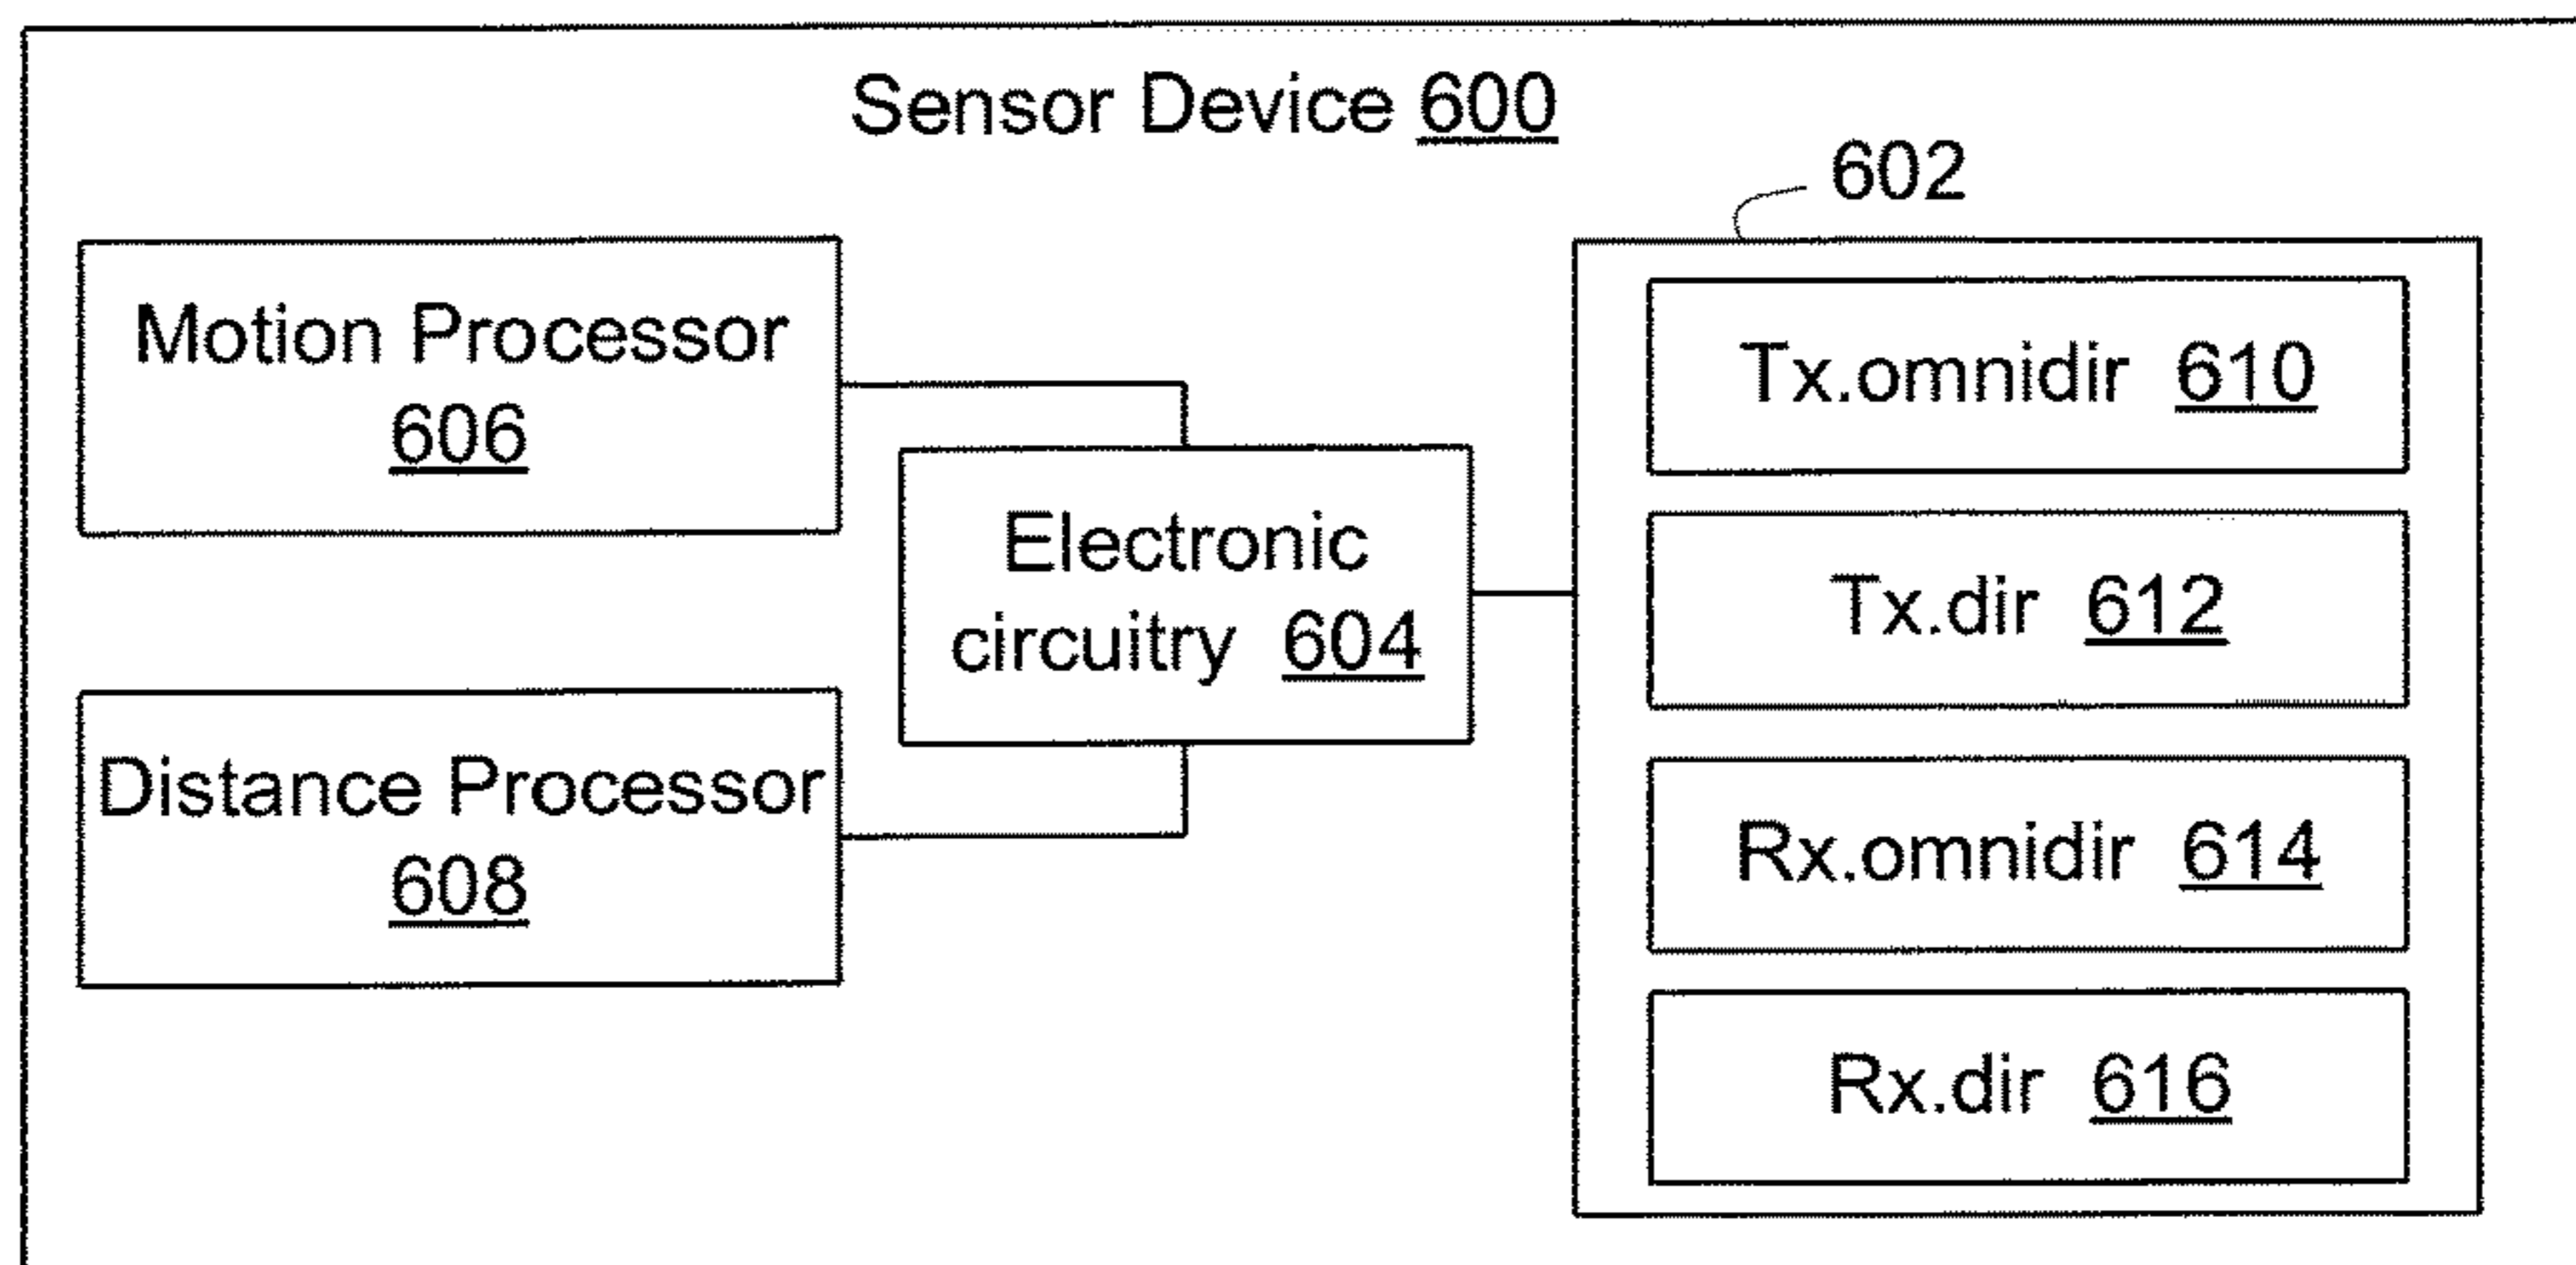 Sensor Device 600
602
Motion Processor
606
Electronic
circuitry 604
Distance Processor
608
Tx.omnidir 610
Tx.dir 612
Rx.omnidir 614
Rx.dir 616